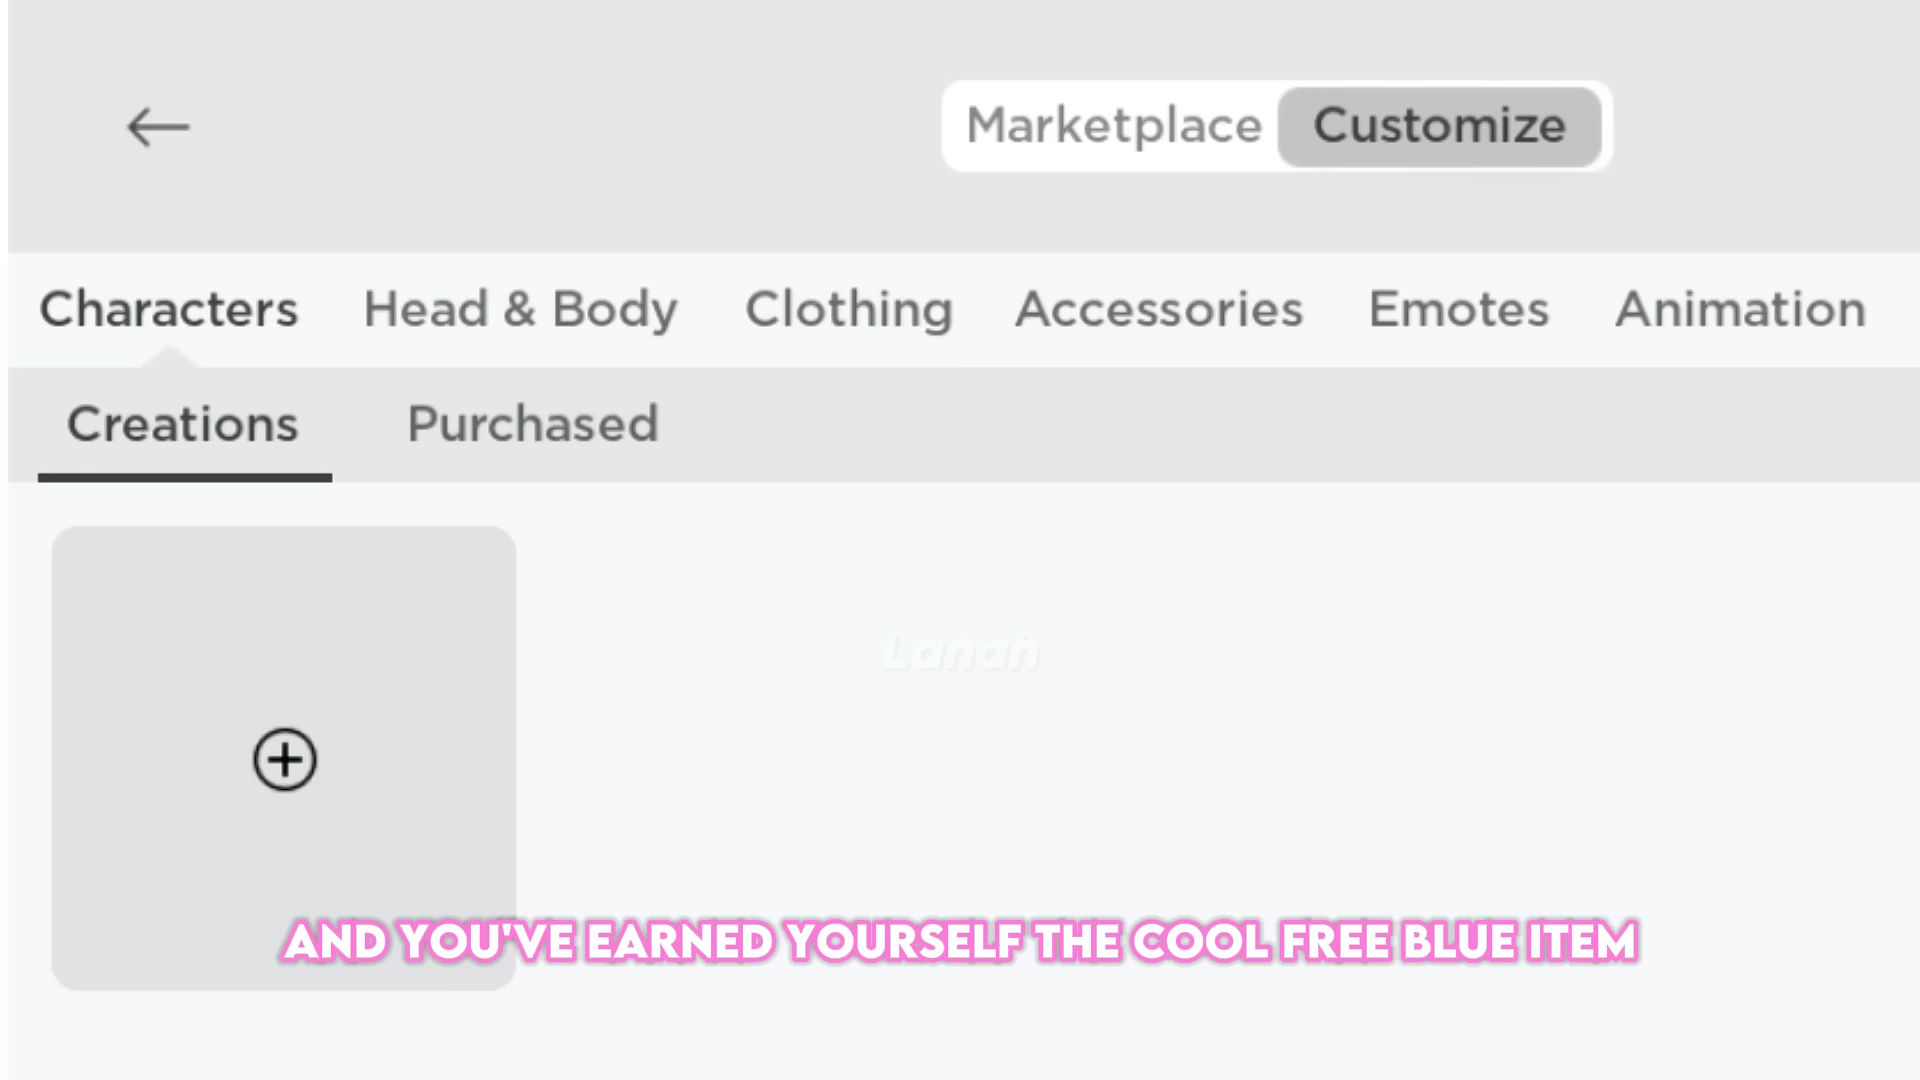 Marketplace Customize
Characters Head & Body Clothing Accessories Emotes Animation
Creations Purchased
Lanah
AND YOU'VE EARNED YOURSELF THE COOL FREE BLUE ITEM